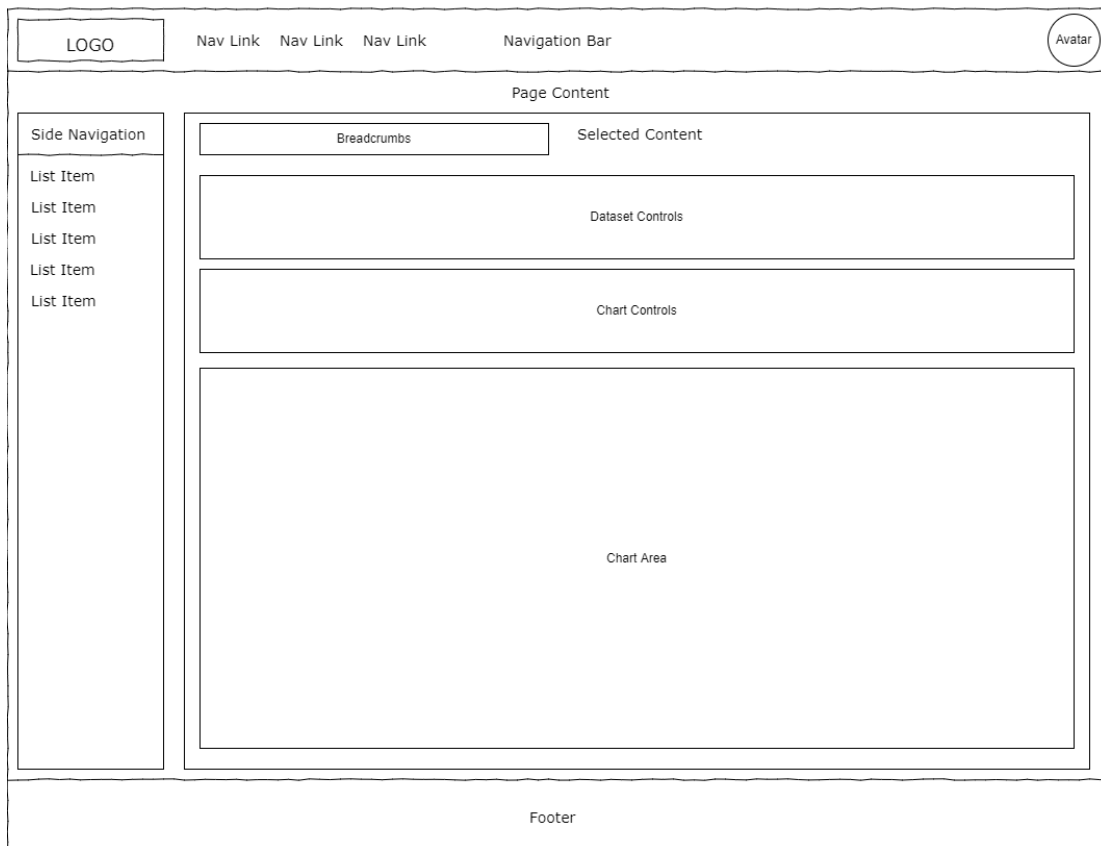 LOGO
Nav Link Nav Link Nav Link Navigation Bar Avatar
Page Content
Side Navigation
List Item
List Item
List Item
List Item
List Item
Breadcrumbs Selected Content
Dataset Controls
Chart Controls
Chart Area
Footer